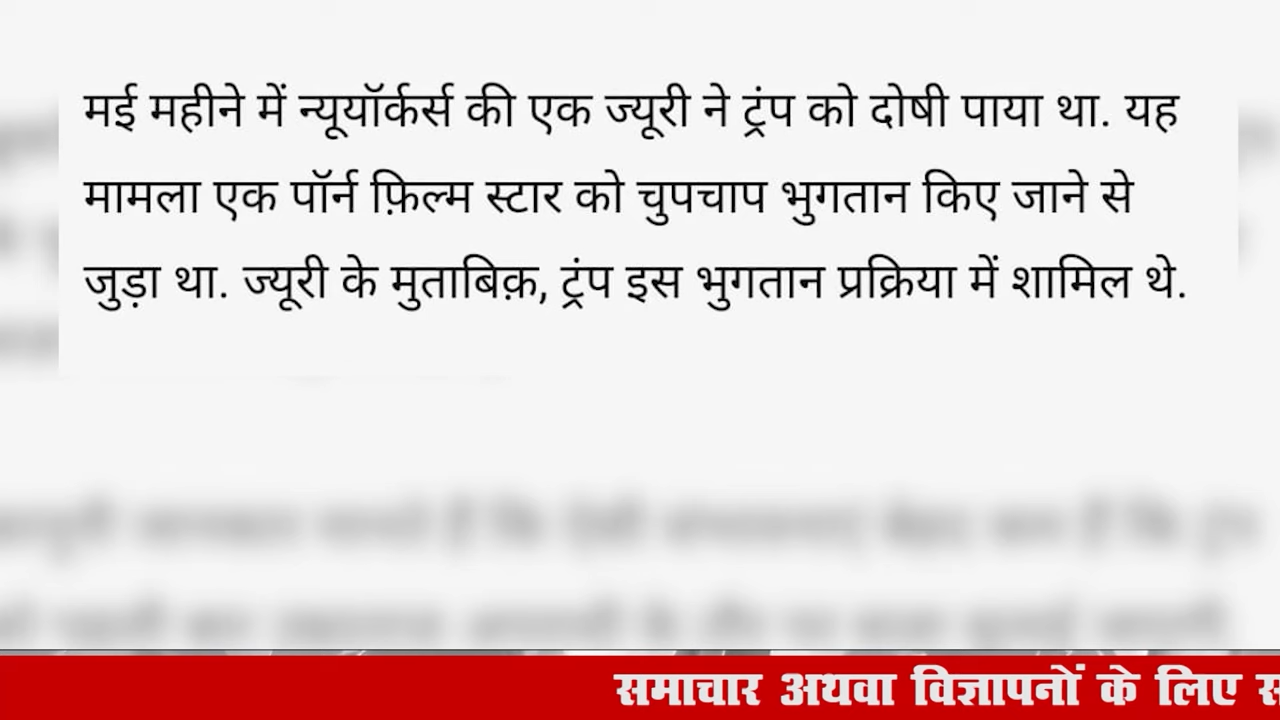 मई महीने में न्यूयॉर्कर्स की एक ज्यूरी ने ट्रंप को दोषी पाया था. यह
मामला एक पॉर्न फ़िल्म स्टार को चुपचाप भुगतान किए जाने से
जुड़ा था. ज्यूरी के मुताबिक़, ट्रंप इस भुगतान प्रक्रिया में शामिल थे.
समाचार अथवा विज्ञापनों के लिए